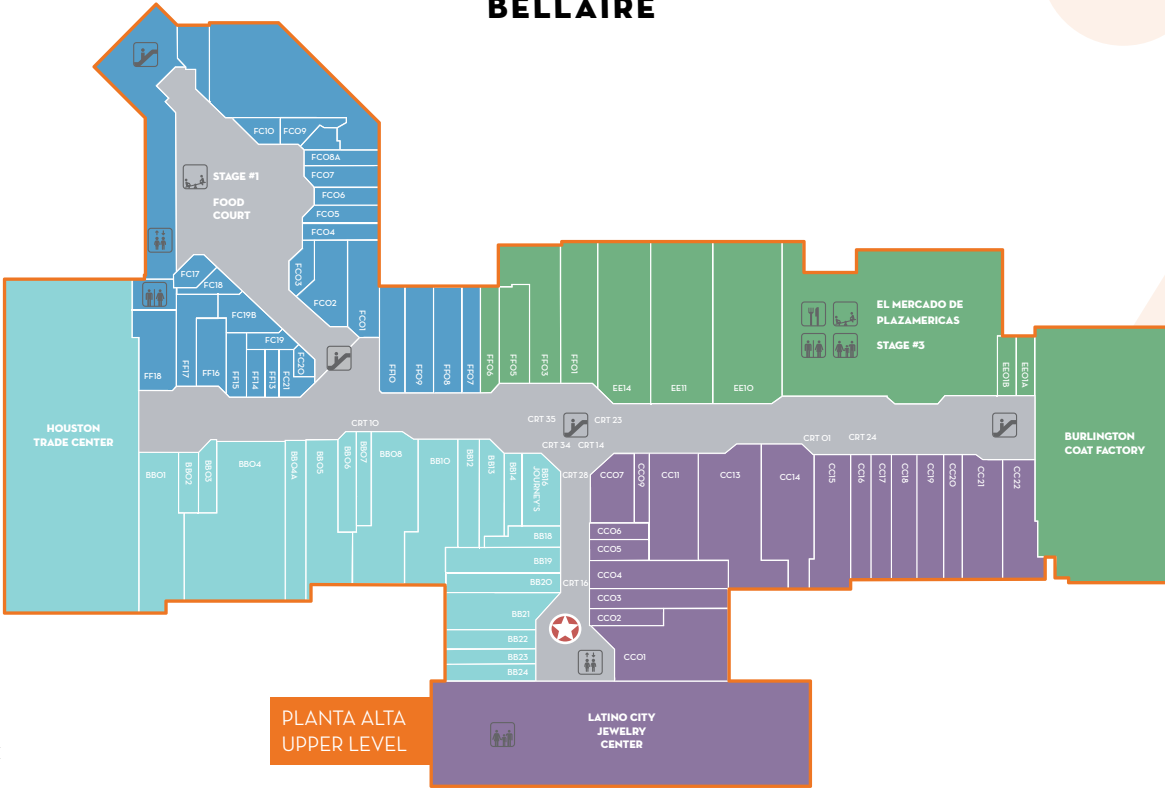 BELLAIRE
FC10
FC09
FC08A
FC07
FC06
FC05
FC04
FC03
FC02
FC01
STAGE #1
FOOD
COURT
FC17
FC18
FC19B
FC19
FC20
FC21
FF18
FF17
FF16
FF15
FF14
FF13
FF10
FF09
FF08
FF07
FF06
FF05
FF03
FF01
EE14
EE11
EE10
EL MERCADO DE
PLAZAMERICAS
STAGE #3
EE01B
EE01A
HOUSTON
TRADE CENTER
BURLINGTON
COAT FACTORY
CRT 10
CRT 35
CRT 23
CRT 34
CRT 14
CRT 01
CRT 24
CRT 28
CRT 16
BB01
BB02
BB03
BB04
BB04A
BB05
BB06
BB07
BB08
BB10
BB12
BB13
BB14
BB16
JOURNEY'S
BB18
BB19
BB20
BB21
BB22
BB23
BB24
CC07
CC09
CC11
CC13
CC14
CC15
CC16
CC17
CC18
CC19
CC20
CC21
CC22
CC06
CC05
CC04
CC03
CC02
CC01
PLANTA ALTA
UPPER LEVEL
LATINO CITY
JEWELRY
CENTER